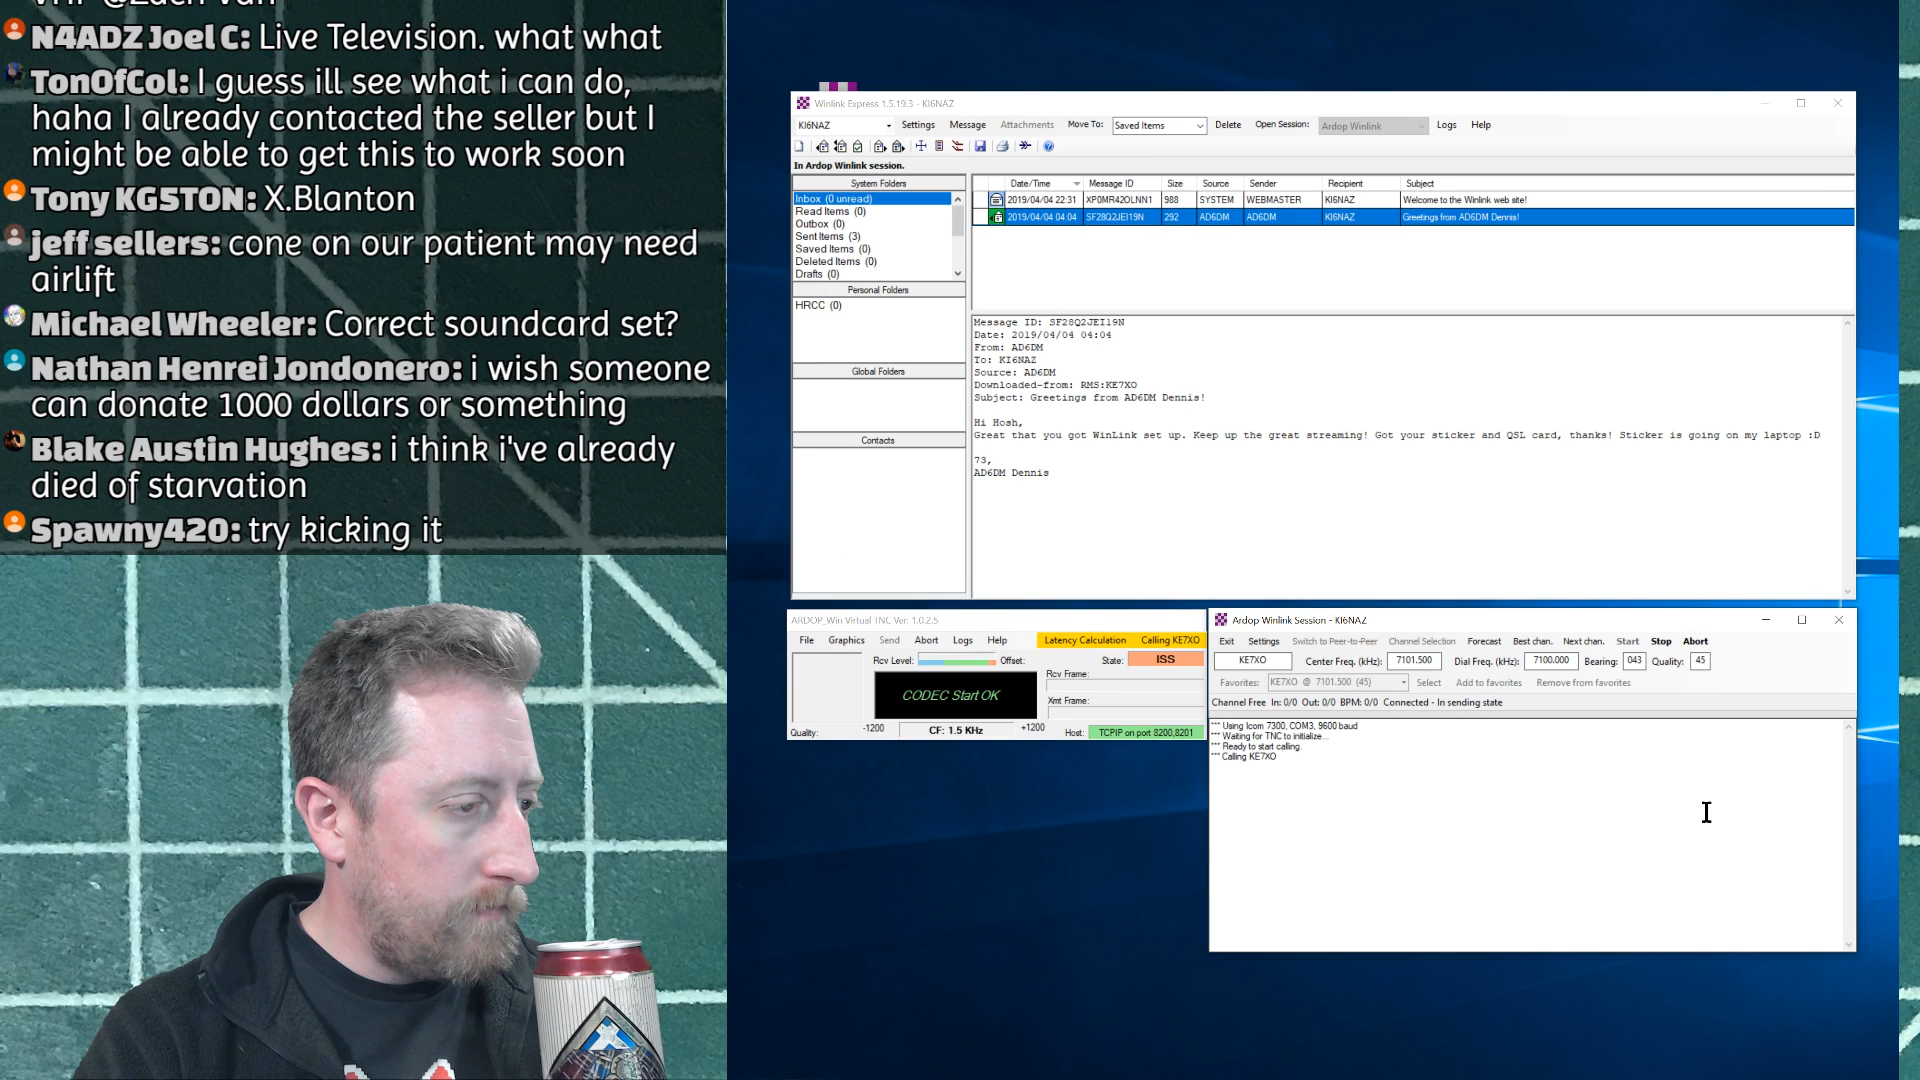 N4ADZ Joel C: Live Television. what what
TonOfCol: I guess ill see what i can do,
haha I already contacted the seller but I
might be able to get this to work soon
Tony KG5TON: X.Blanton
jeff sellers: cone on our patient may need
airlift
Michael Wheeler: Correct soundcard set?
Nathan Henrei Jondonero: i wish someone
can donate 1000 dollars or something
Blake Austin Hughes: i think i've already
died of starvation
Spawny420: try kicking it
Winlink Express 1.5.19.3 - KI6NAZ
KI6NAZ Settings Message Attachments Move To: Saved Items Delete Open Session: Ardop Winlink Logs Help
In Ardop Winlink session.
System Folders
Inbox (0 unread)
Read Items (0)
Outbox (0)
Sent Items (3)
Saved Items (0)
Deleted Items (0)
Drafts (0)
Personal Folders
HRCC (0)
Global Folders
Contacts
Date/Time Message ID Size Source Sender Recipient Subject
2019/04/04 22:31 XP0MR42OLNN1 988 SYSTEM WEBMASTER KI6NAZ Welcome to the Winlink web site!
2019/04/04 04:04 SF28Q2JEI19N 292 AD6DM AD6DM KI6NAZ Greetings from AD6DM Dennis!
Message ID: SF28Q2JEI19N
Date: 2019/04/04 04:04
From: AD6DM
To: KI6NAZ
Source: AD6DM
Downloaded-from: RMS:KE7XO
Subject: Greetings from AD6DM Dennis!
Hi Hosh,
Great that you got WinLink set up. Keep up the great streaming! Got your sticker and QSL card, thanks! Sticker is going on my laptop :D
73,
AD6DM Dennis
ARDOP_Win Virtual TNC Ver: 1.0.2.5
File Graphics Send Abort Logs Help Latency Calculation Calling KE7XO
Rcv Level: Offset: State: ISS
Rcv Frame:
CODEC Start OK
Xmt Frame:
Quality: -1200 CF: 1.5 KHz +1200 Host: TCPIP on port 8200,8201
Ardop Winlink Session - KI6NAZ
Exit Settings Switch to Peer-to-Peer Channel Selection Forecast Best chan. Next chan. Start Stop Abort
KE7XO Center Freq. (kHz): 7101.500 Dial Freq. (kHz): 7100.000 Bearing: 043 Quality: 45
Favorites: KE7XO @ 7101.500 (45) Select Add to favorites Remove from favorites
Channel Free In: 0/0 Out: 0/0 BPM: 0/0 Connected - In sending state
*** Using Icom 7300, COM3, 9600 baud
*** Waiting for TNC to initialize...
*** Ready to start calling.
*** Calling KE7XO